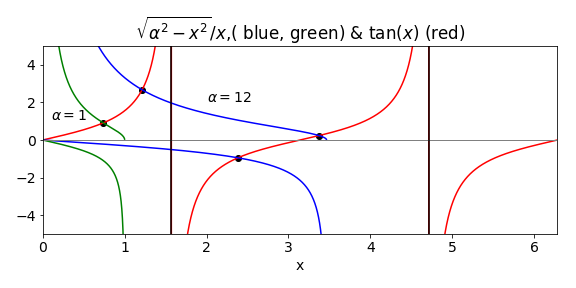 √α² − x²/x,( blue, green) & tan(x) (red)
4
2
0
−2
−4
α = 12
α = 1
0 1 2 3 4 5 6
x